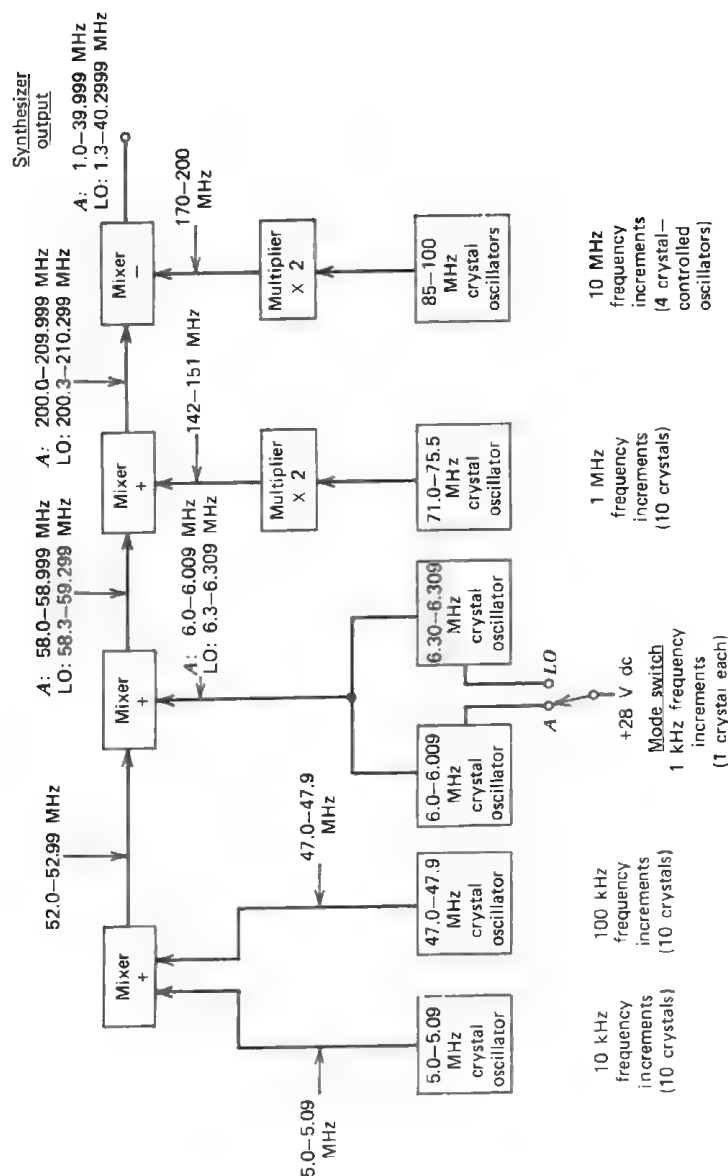 Synthesizer
output
A: 1.0–39.999 MHz
LO: 1.3–40.2999 MHz
A: 200.0–209.999 MHz
LO: 200.3–210.299 MHz
A: 58.0–58.999 MHz
LO: 58.3–59.299 MHz
52.0–52.99 MHz
Mixer
+
Mixer
+
Mixer
+
Mixer
–
170–200
MHz
142–151 MHz
A: 6.0–6.009 MHz
LO: 6.3–6.309 MHz
47.0–47.9
MHz
5.0–5.09
MHz
Multiplier
X 2
Multiplier
X 2
5.0–5.09
MHz
crystal
oscillator
47.0–47.9
MHz
crystal
oscillator
6.0–6.009
MHz
crystal
oscillator
6.30–6.309
MHz
crystal
oscillator
71.0–75.5
MHz
crystal
oscillator
85–100
MHz
crystal
oscillators
A
LO
+28 V dc
Mode switch
10 kHz
frequency
increments
(10 crystals)
100 kHz
frequency
increments
(10 crystals)
1 kHz frequency
increments
(1 crystal each)
1 MHz
frequency
increments
(10 crystals)
10 MHz
frequency
increments
(4 crystal–
controlled
oscillators)